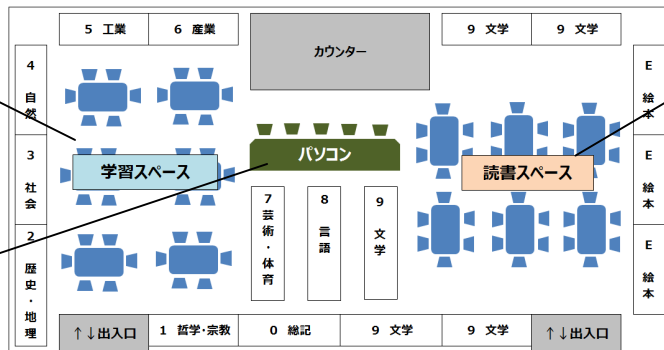 5 工業
6 産業
カウンター
9 文学
9 文学
4 自然
3 社会
2 歴史・地理
学習スペース
パソコン
読書スペース
E 絵本
E 絵本
E 絵本
7 芸術・体育
8 言語
9 文学
↑↓出入口
1 哲学・宗教
0 総記
9 文学
9 文学
↑↓出入口